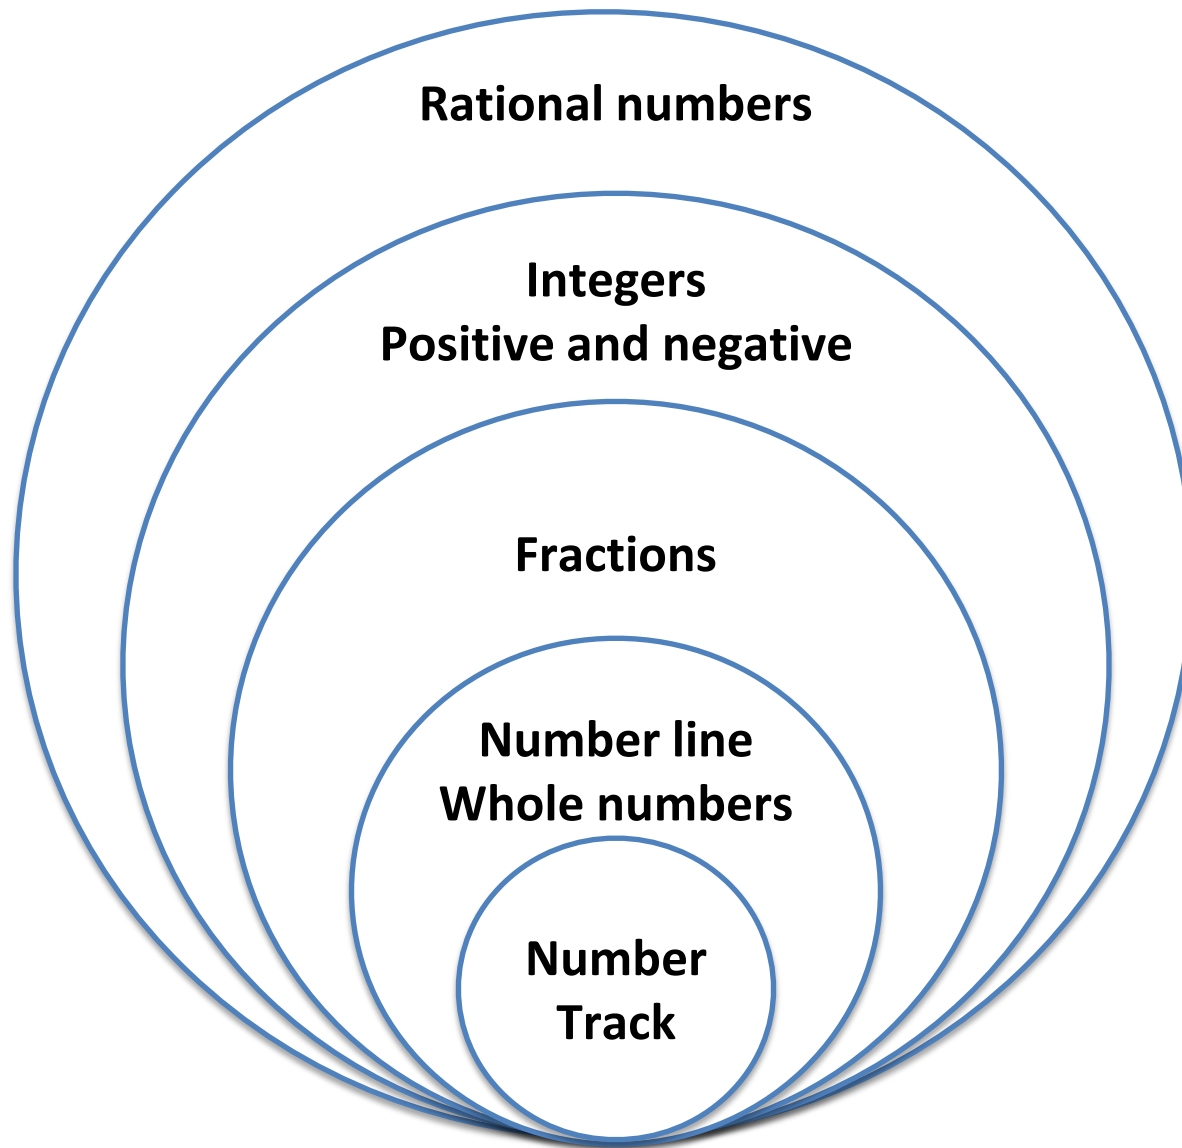 Rational numbers
Integers
Positive and negative
Fractions
Number line
Whole numbers
Number
Track